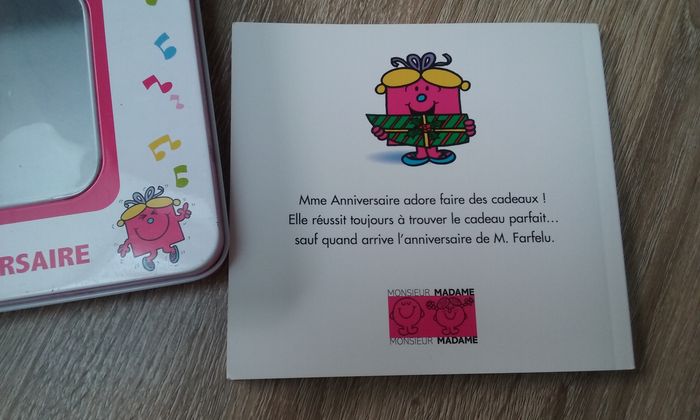 RSAIRE
Mme Anniversaire adore faire des cadeaux !
Elle réussit toujours à trouver le cadeau parfait...
sauf quand arrive l'anniversaire de M. Farfelu.
MONSIEUR MADAME
MONSIEUR MADAME